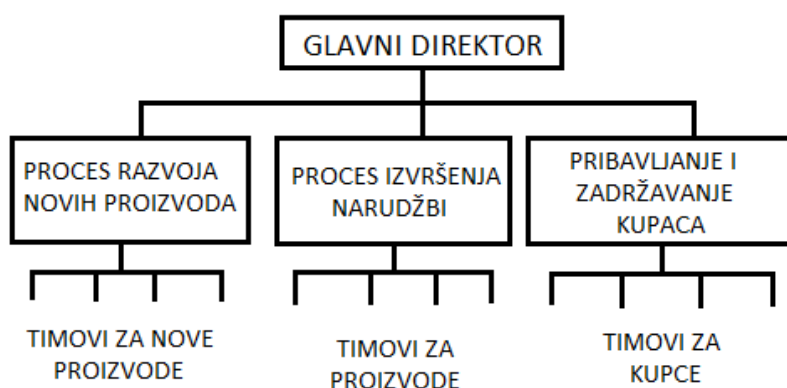 GLAVNI DIREKTOR
PROCES RAZVOJA
NOVIH PROIZVODA
PROCES IZVRŠENJA
NARUDŽBI
PRIBAVLJANJE I
ZADRŽAVANJE
KUPACA
TIMOVI ZA NOVE
PROIZVODE
TIMOVI ZA
PROIZVODE
TIMOVI ZA
KUPCE